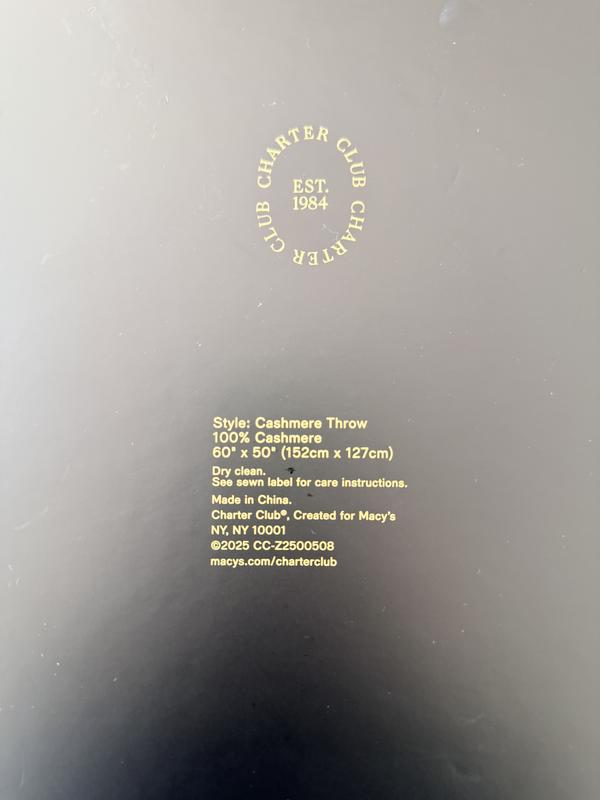 CHARTER CLUB CHARTER CLUB
EST.
1984
Style: Cashmere Throw
100% Cashmere
60" x 50" (152cm x 127cm)
Dry clean.
See sewn label for care instructions.
Made in China.
Charter Club®, Created for Macy's
NY, NY 10001
©2025 CC-Z2500508
macys.com/charterclub